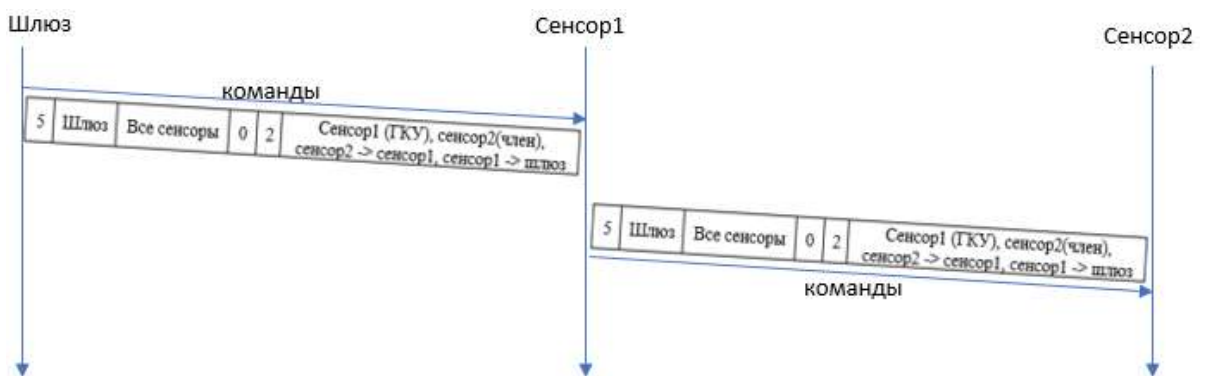 Шлюз
Сенсор1
Сенсор2
команды
5 Шлюз Все сенсоры 0 2 Сенсор1 (ГКУ), сенсор2(член),
сенсор2 -> сенсор1, сенсор1 -> шлюз
5 Шлюз Все сенсоры 0 2 Сенсор1 (ГКУ), сенсор2(член),
сенсор2 -> сенсор1, сенсор1 -> шлюз
команды